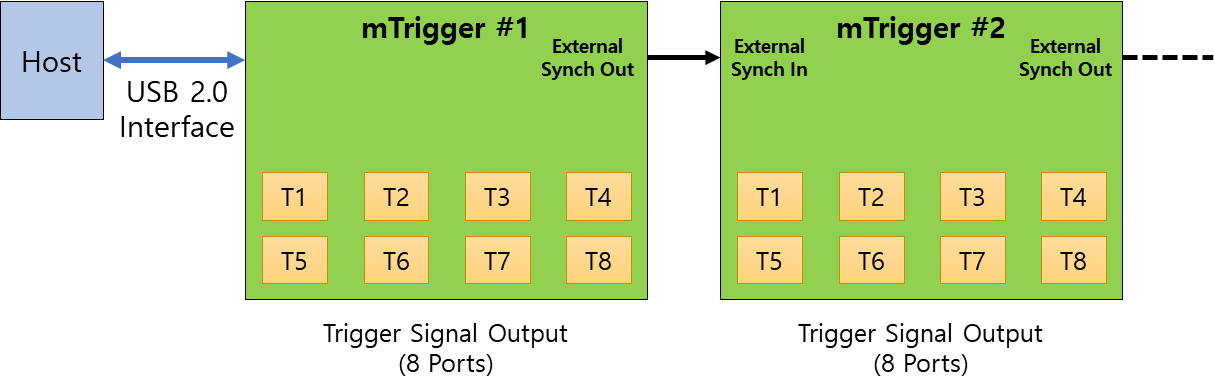 Host
USB 2.0
Interface
mTrigger #1
External
Synch Out
T1 T2 T3 T4
T5 T6 T7 T8
Trigger Signal Output
(8 Ports)
mTrigger #2
External
Synch In
External
Synch Out
T1 T2 T3 T4
T5 T6 T7 T8
Trigger Signal Output
(8 Ports)